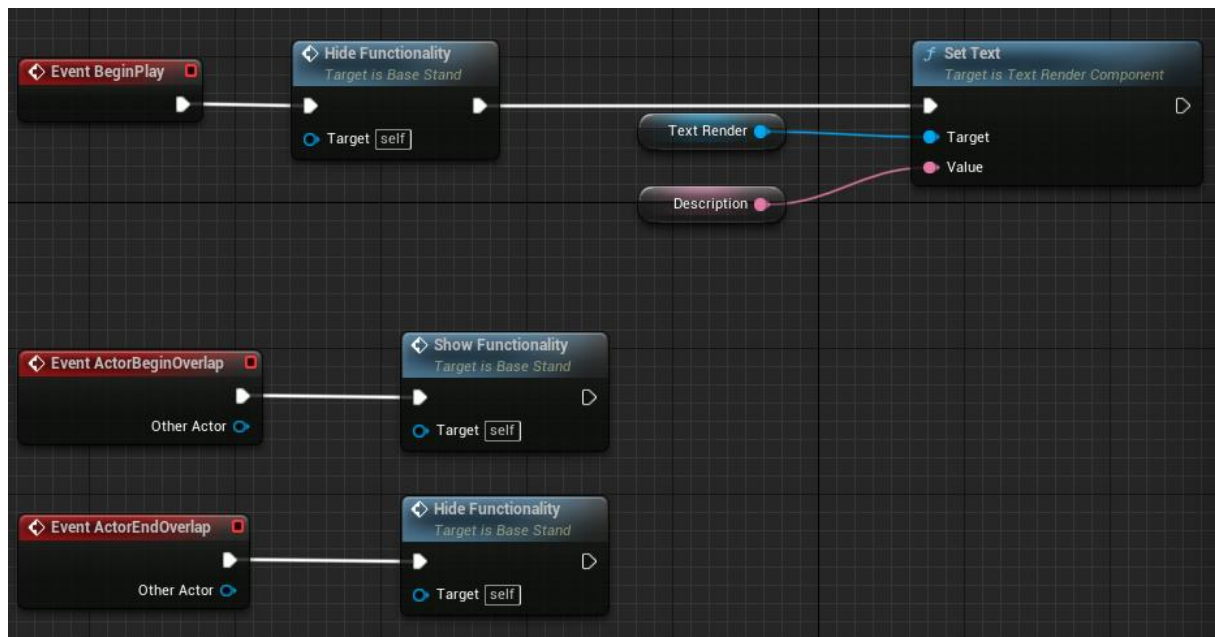 Event BeginPlay
Hide Functionality
Target is Base Stand
Target self
Text Render
Description
Set Text
Target is Text Render Component
Target
Value
Event ActorBeginOverlap
Other Actor
Show Functionality
Target is Base Stand
Target self
Event ActorEndOverlap
Other Actor
Hide Functionality
Target is Base Stand
Target self